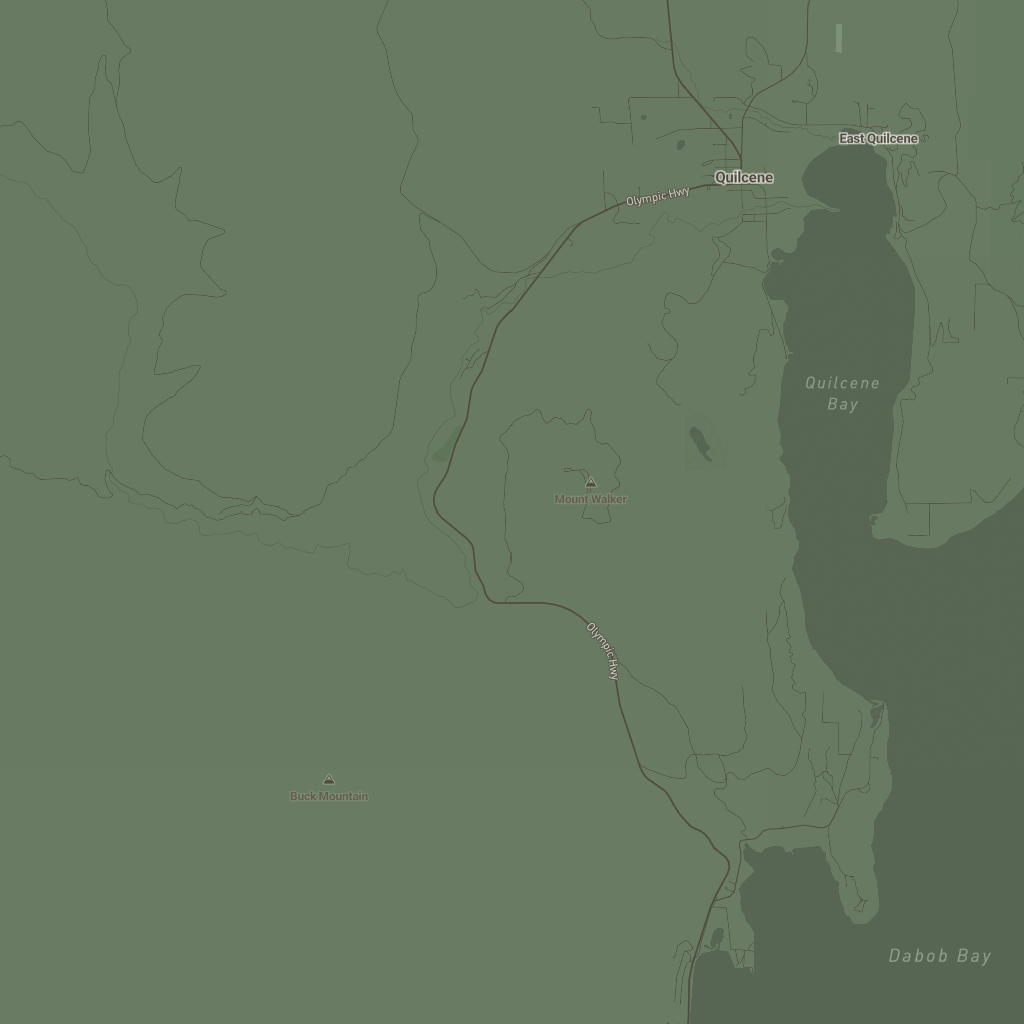 East Quilcene
Quilcene
Olympic Hwy
Quilcene
Bay
Mount Walker
Olympic Hwy
Buck Mountain
Dabob Bay